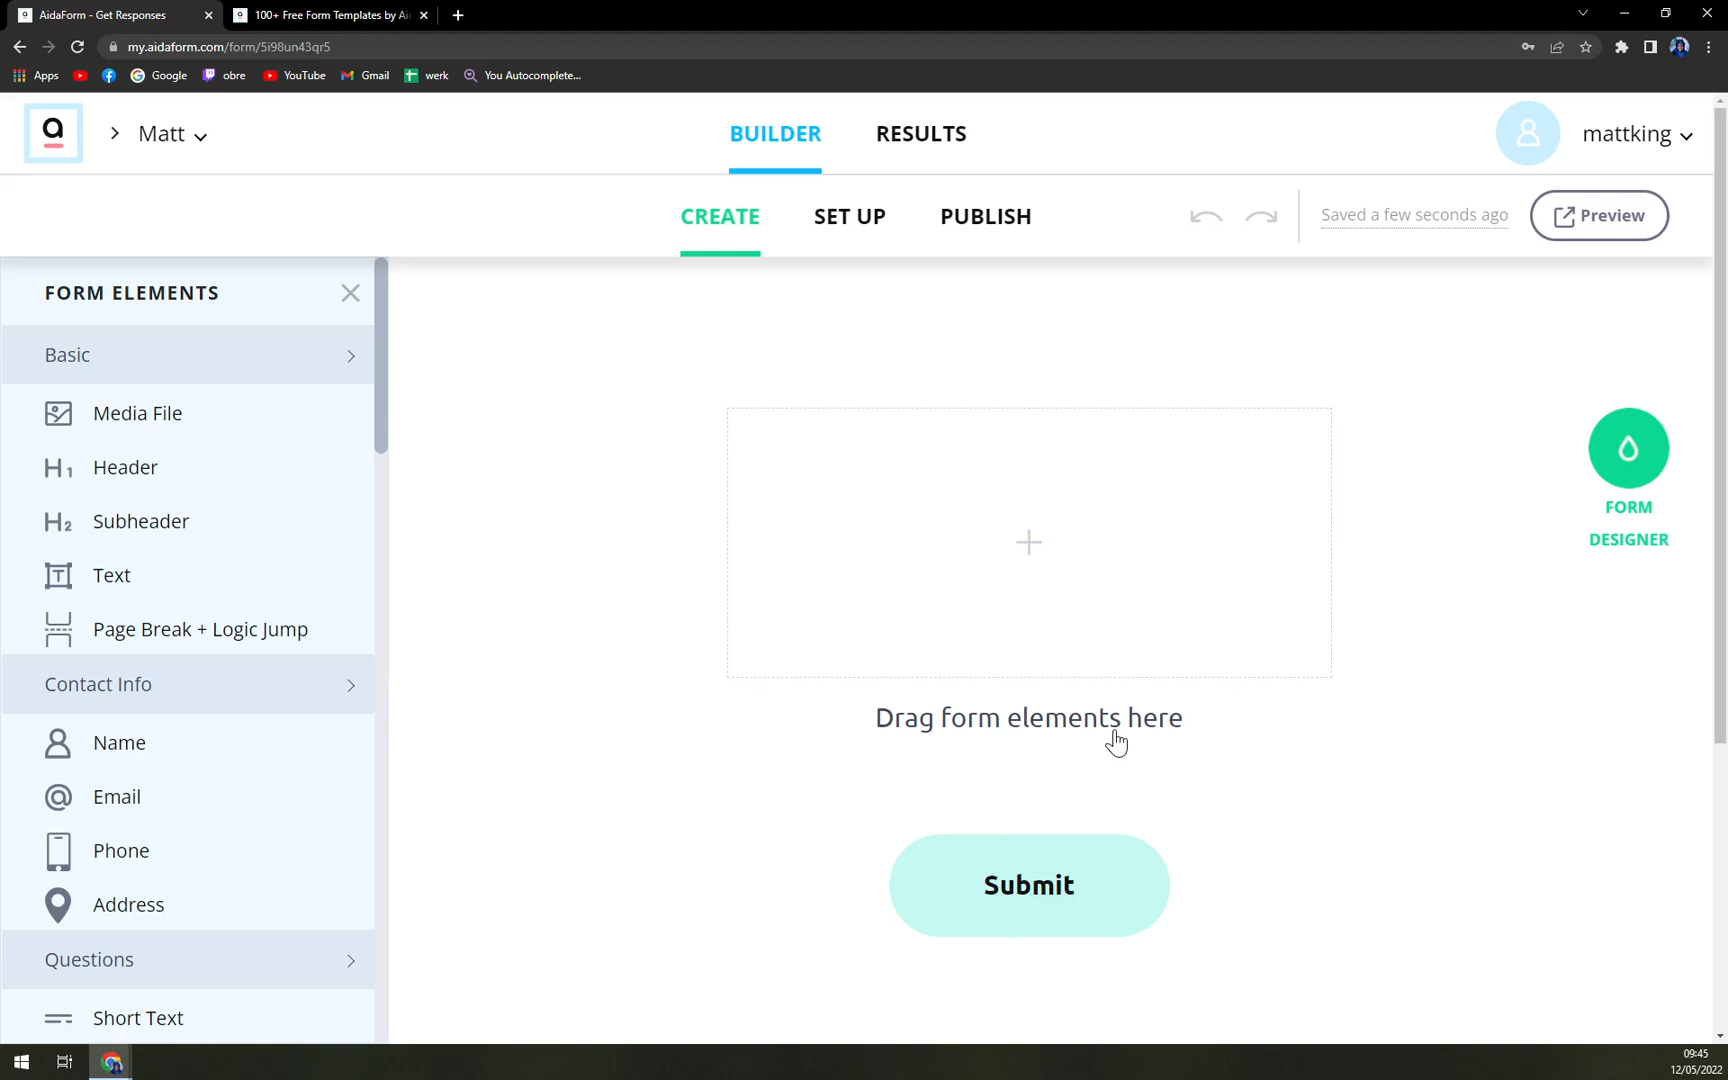 AidaForm - Get Responses
100+ Free Form Templates by Ai
my.aidaform.com/form/5i98un43qr5
Apps
Google
obre
YouTube
Gmail
werk
You Autocomplete...
a
Matt
BUILDER
RESULTS
mattking
CREATE
SET UP
PUBLISH
Saved a few seconds ago
Preview
FORM ELEMENTS
Basic
Media File
H1 Header
H2 Subheader
T Text
Page Break + Logic Jump
Contact Info
Name
@ Email
Phone
Address
Questions
Short Text
Drag form elements here
Submit
FORM
DESIGNER
09:45
12/05/2022